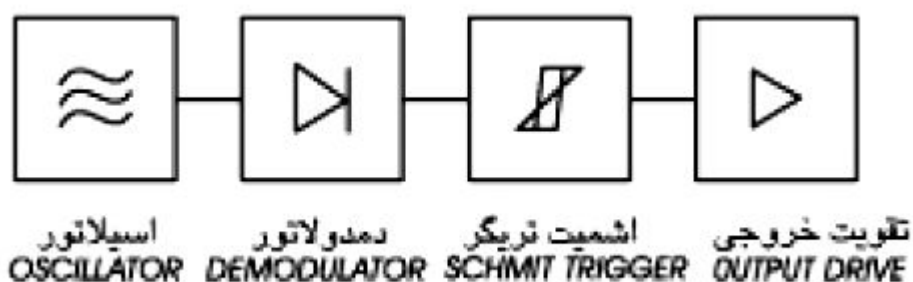 اسیلاتور دمدولاتور اشمیت تریگر تقویت خروجی
OSCILLATOR DEMODULATOR SCHMIT TRIGGER OUTPUT DRIVE